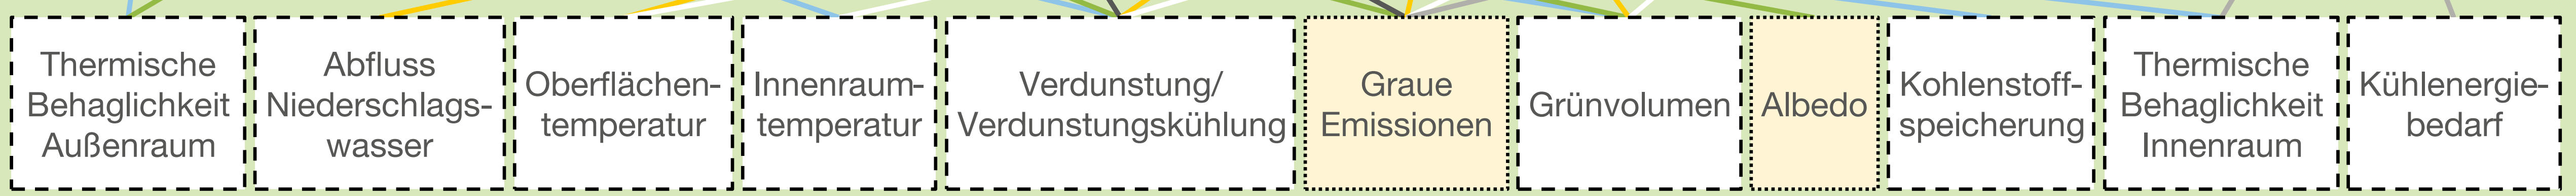 Thermische
Behaglichkeit
Außenraum
Abfluss
Niederschlags-
wasser
Oberflächen-
temperatur
Innenraum-
temperatur
Verdunstung/
Verdunstungskühlung
Graue
Emissionen
Grünvolumen
Albedo
Kohlenstoff-
speicherung
Thermische
Behaglichkeit
Innenraum
Kühlenergie-
bedarf